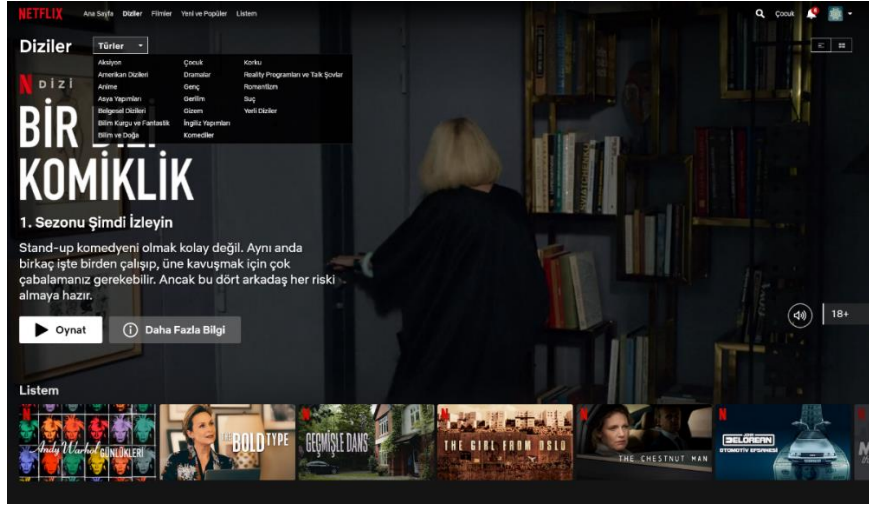 NETFLIX Ana Sayfa Diziler Filmler Yeni ve Popüler Listem Çocuk
Diziler Türler
Aksiyon Çocuk Korku
Amerikan Dizileri Dramalar Reality Programları ve Talk Şovlar
Anime Genç Romantizm
Asya Yapımları Gerilim Suç
Belgesel Dizileri Gizem Yerli Diziler
Bilim Kurgu ve Fantastik İngiliz Yapımları
Bilim ve Doğa Komediler
N DİZİ
BİR
KOMİKLİK
1. Sezonu Şimdi İzleyin
Stand-up komedyeni olmak kolay değil. Aynı anda
birkaç işte birden çalışıp, üne kavuşmak için çok
çabalamanız gerekebilir. Ancak bu dört arkadaş her riski
almaya hazır.
Oynat Daha Fazla Bilgi
18+
Listem
Andy Warhol GÜNLÜKLERİ
THE BOLD TYPE
GEÇMİŞLE DANS
THE GIRL FROM OSLO
THE CHESTNUT MAN
JOHN
DELOREAN
OTOMOTİV EFSANESİ